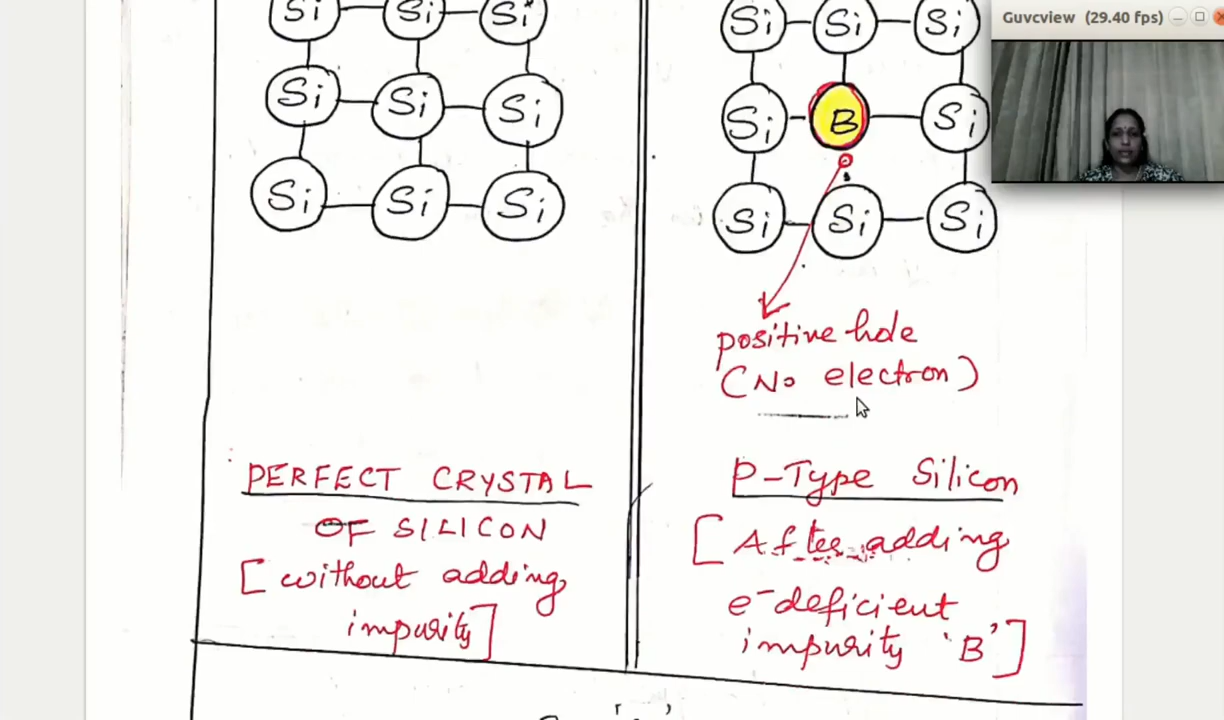 Guvcview (29.40 fps)
Si Si Si
Si Si Si
Si Si Si
PERFECT CRYSTAL
OF SILICON
[without adding
impurity]
Si Si Si
Si B Si
Si Si Si
positive hole
(No electron)
P-Type Silicon
[After adding
e⁻deficient
impurity 'B']